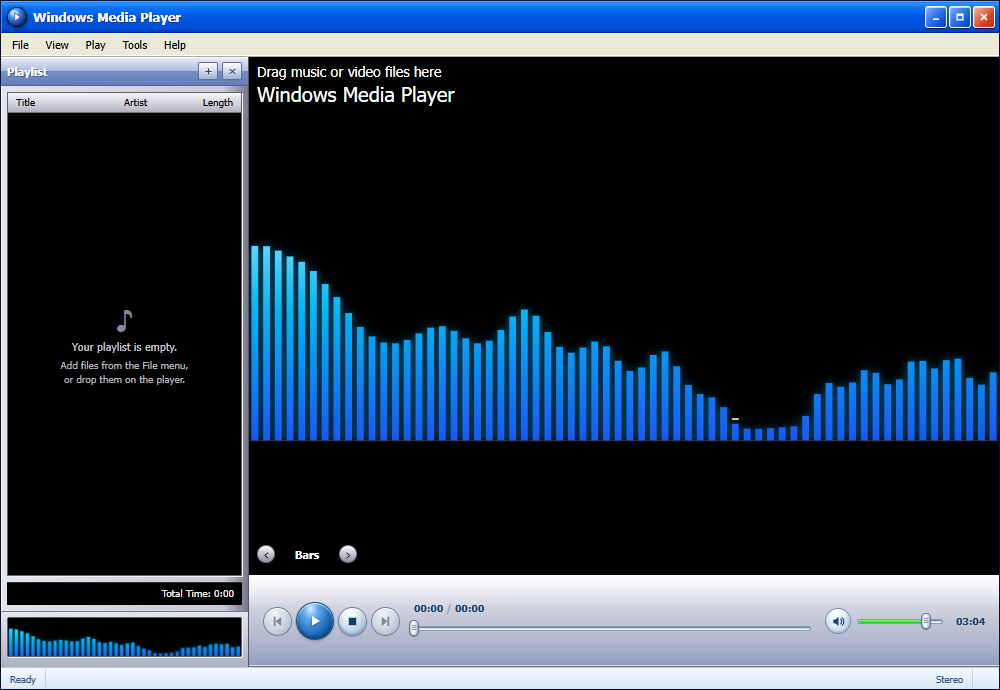 Windows Media Player
File View Play Tools Help
Playlist
Title Artist Length
Your playlist is empty.
Add files from the File menu,
or drop them on the player.
Total Time: 0:00
Drag music or video files here
Windows Media Player
Bars
00:00 / 00:00
03:04
Ready
Stereo